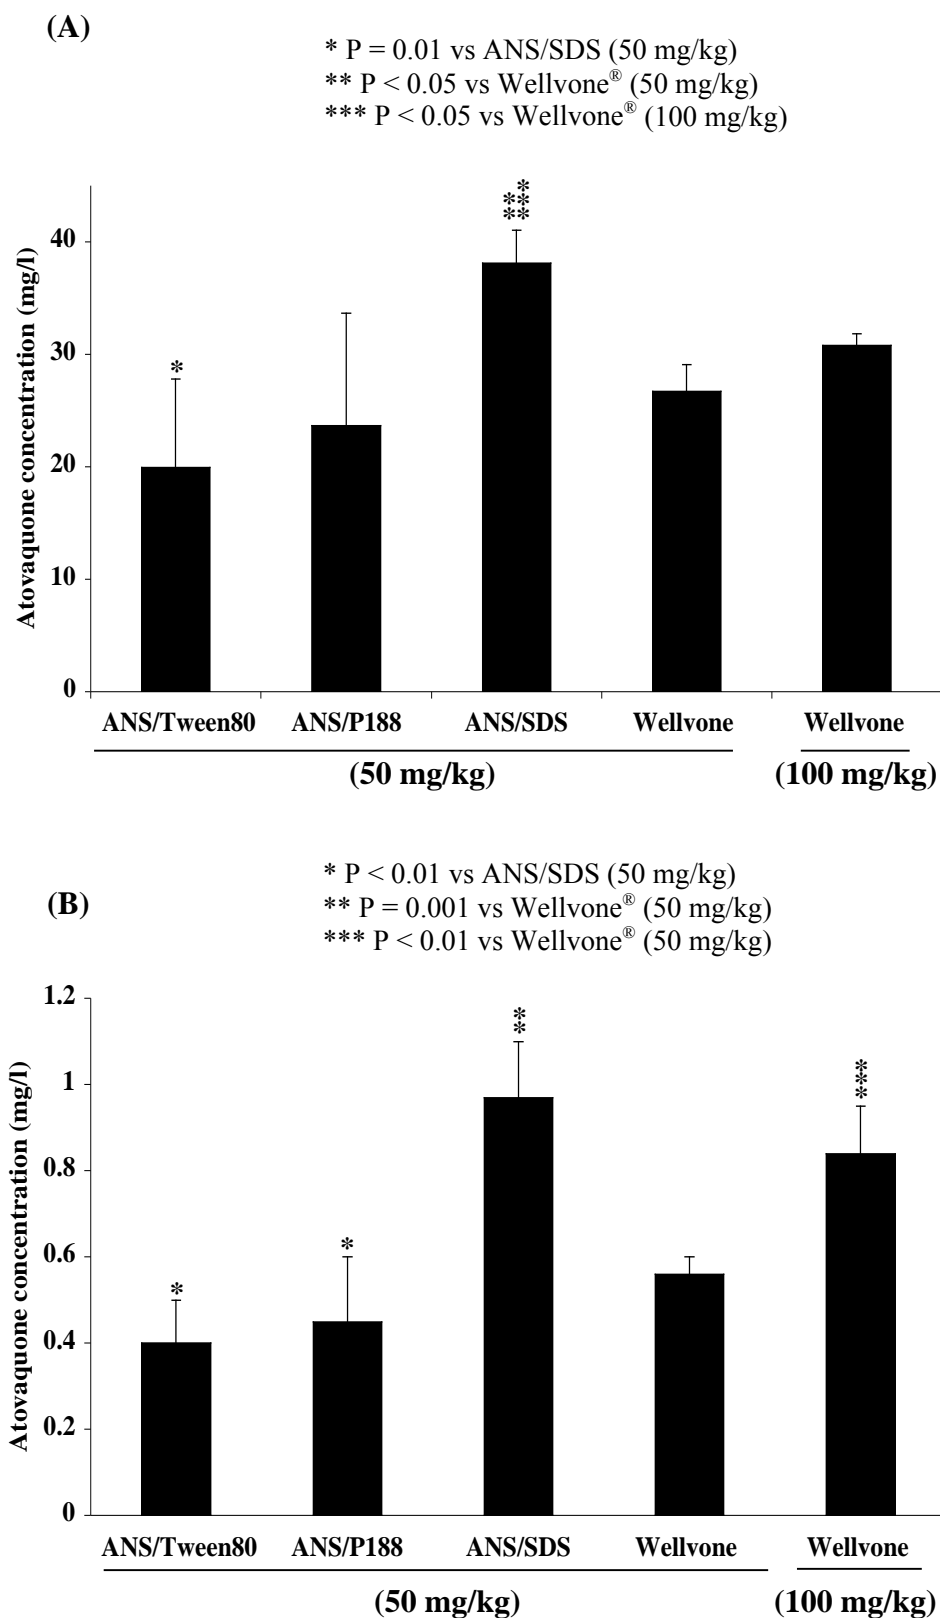 (A)
* P = 0.01 vs ANS/SDS (50 mg/kg)
** P < 0.05 vs Wellvone® (50 mg/kg)
*** P < 0.05 vs Wellvone® (100 mg/kg)
Atovaquone concentration (mg/l)
40
30
20
10
0
*
*
**
**
ANS/Tween80 ANS/P188 ANS/SDS Wellvone Wellvone
(50 mg/kg) (100 mg/kg)
(B)
* P < 0.01 vs ANS/SDS (50 mg/kg)
** P = 0.001 vs Wellvone® (50 mg/kg)
*** P < 0.01 vs Wellvone® (50 mg/kg)
Atovaquone concentration (mg/l)
1.2
1
0.8
0.6
0.4
0.2
0
*
*
**
***
ANS/Tween80 ANS/P188 ANS/SDS Wellvone Wellvone
(50 mg/kg) (100 mg/kg)